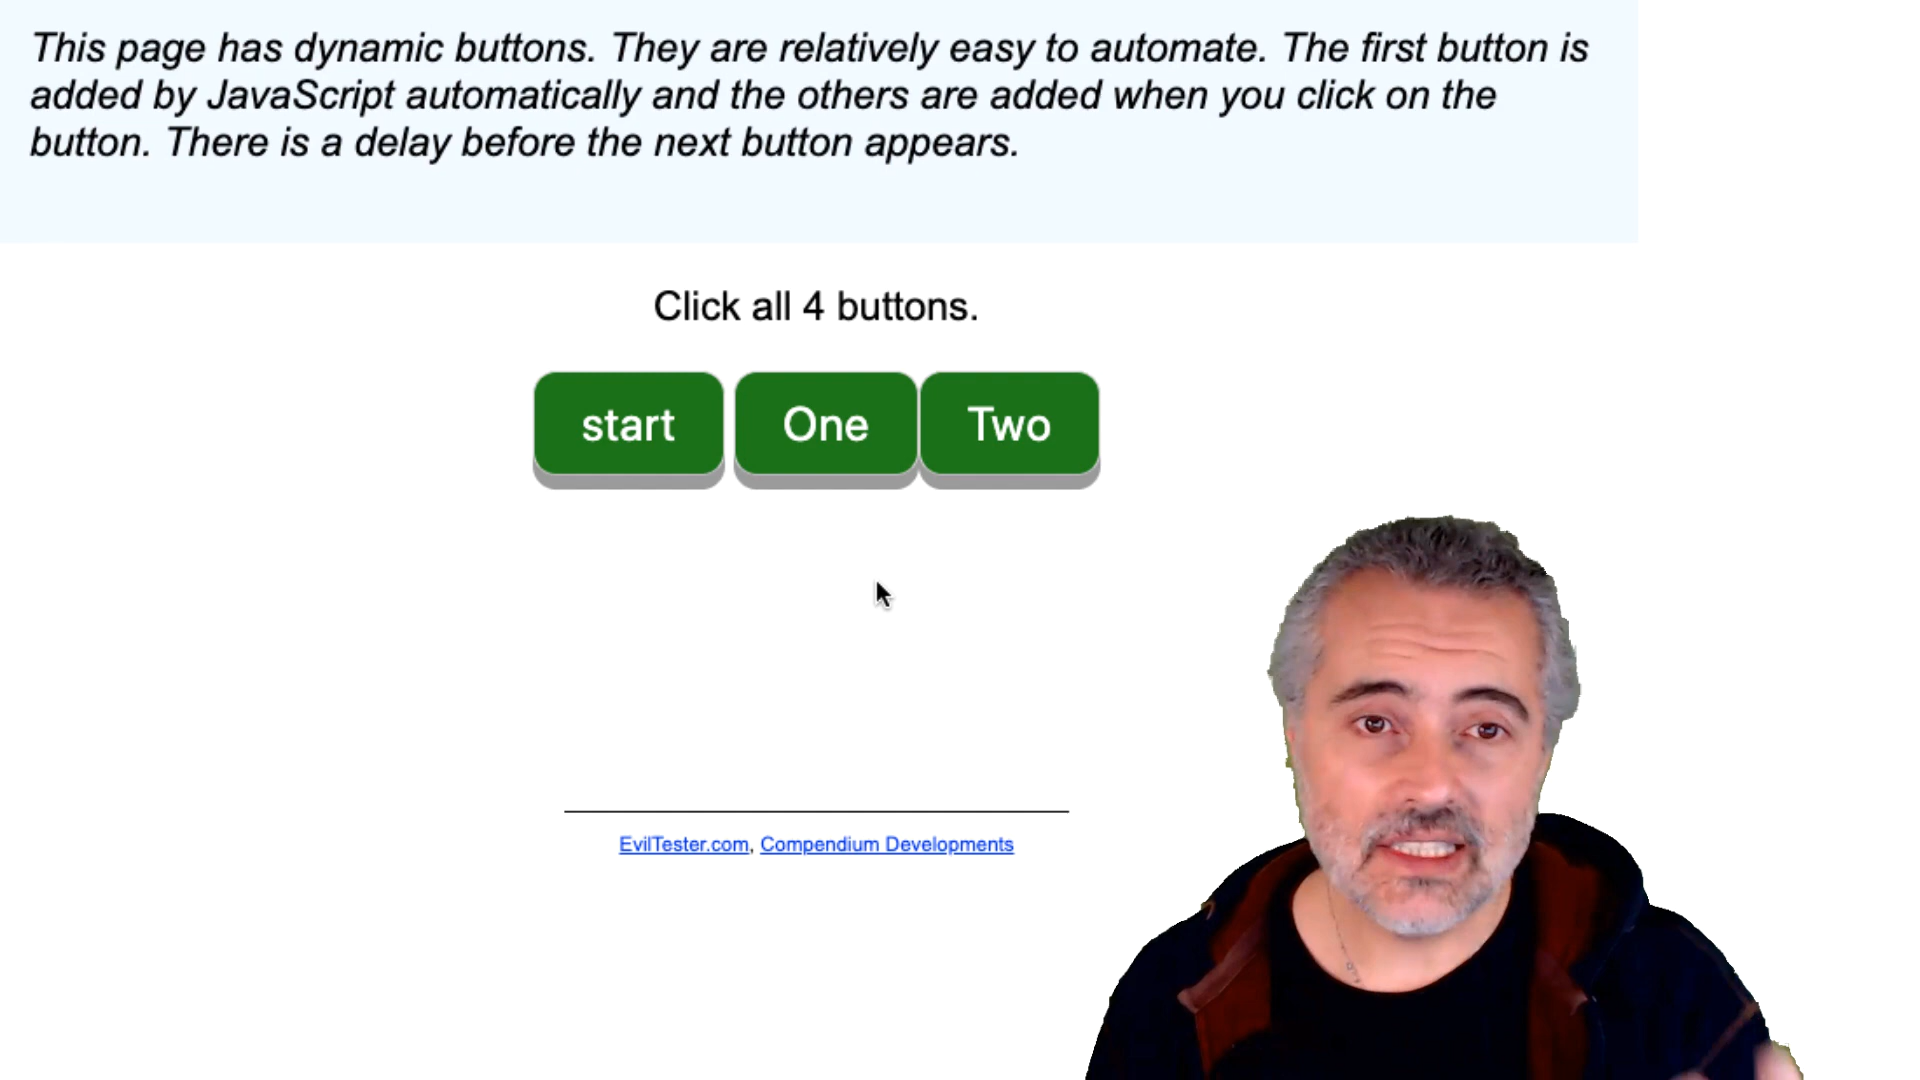 This page has dynamic buttons. They are relatively easy to automate. The first button is
added by JavaScript automatically and the others are added when you click on the
button. There is a delay before the next button appears.
Click all 4 buttons.
start One Two
EvilTester.com, Compendium Developments